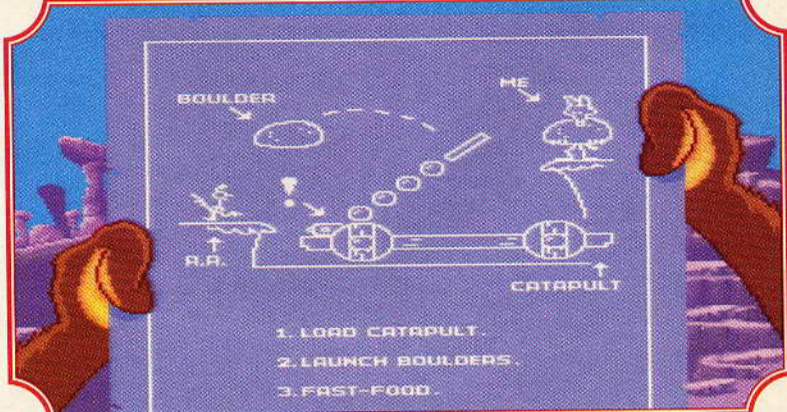 ME
BOULDER
!
R.R.
CATAPULT
1. LOAD CATAPULT.
2. LAUNCH BOULDERS.
3. FAST-FOOD.